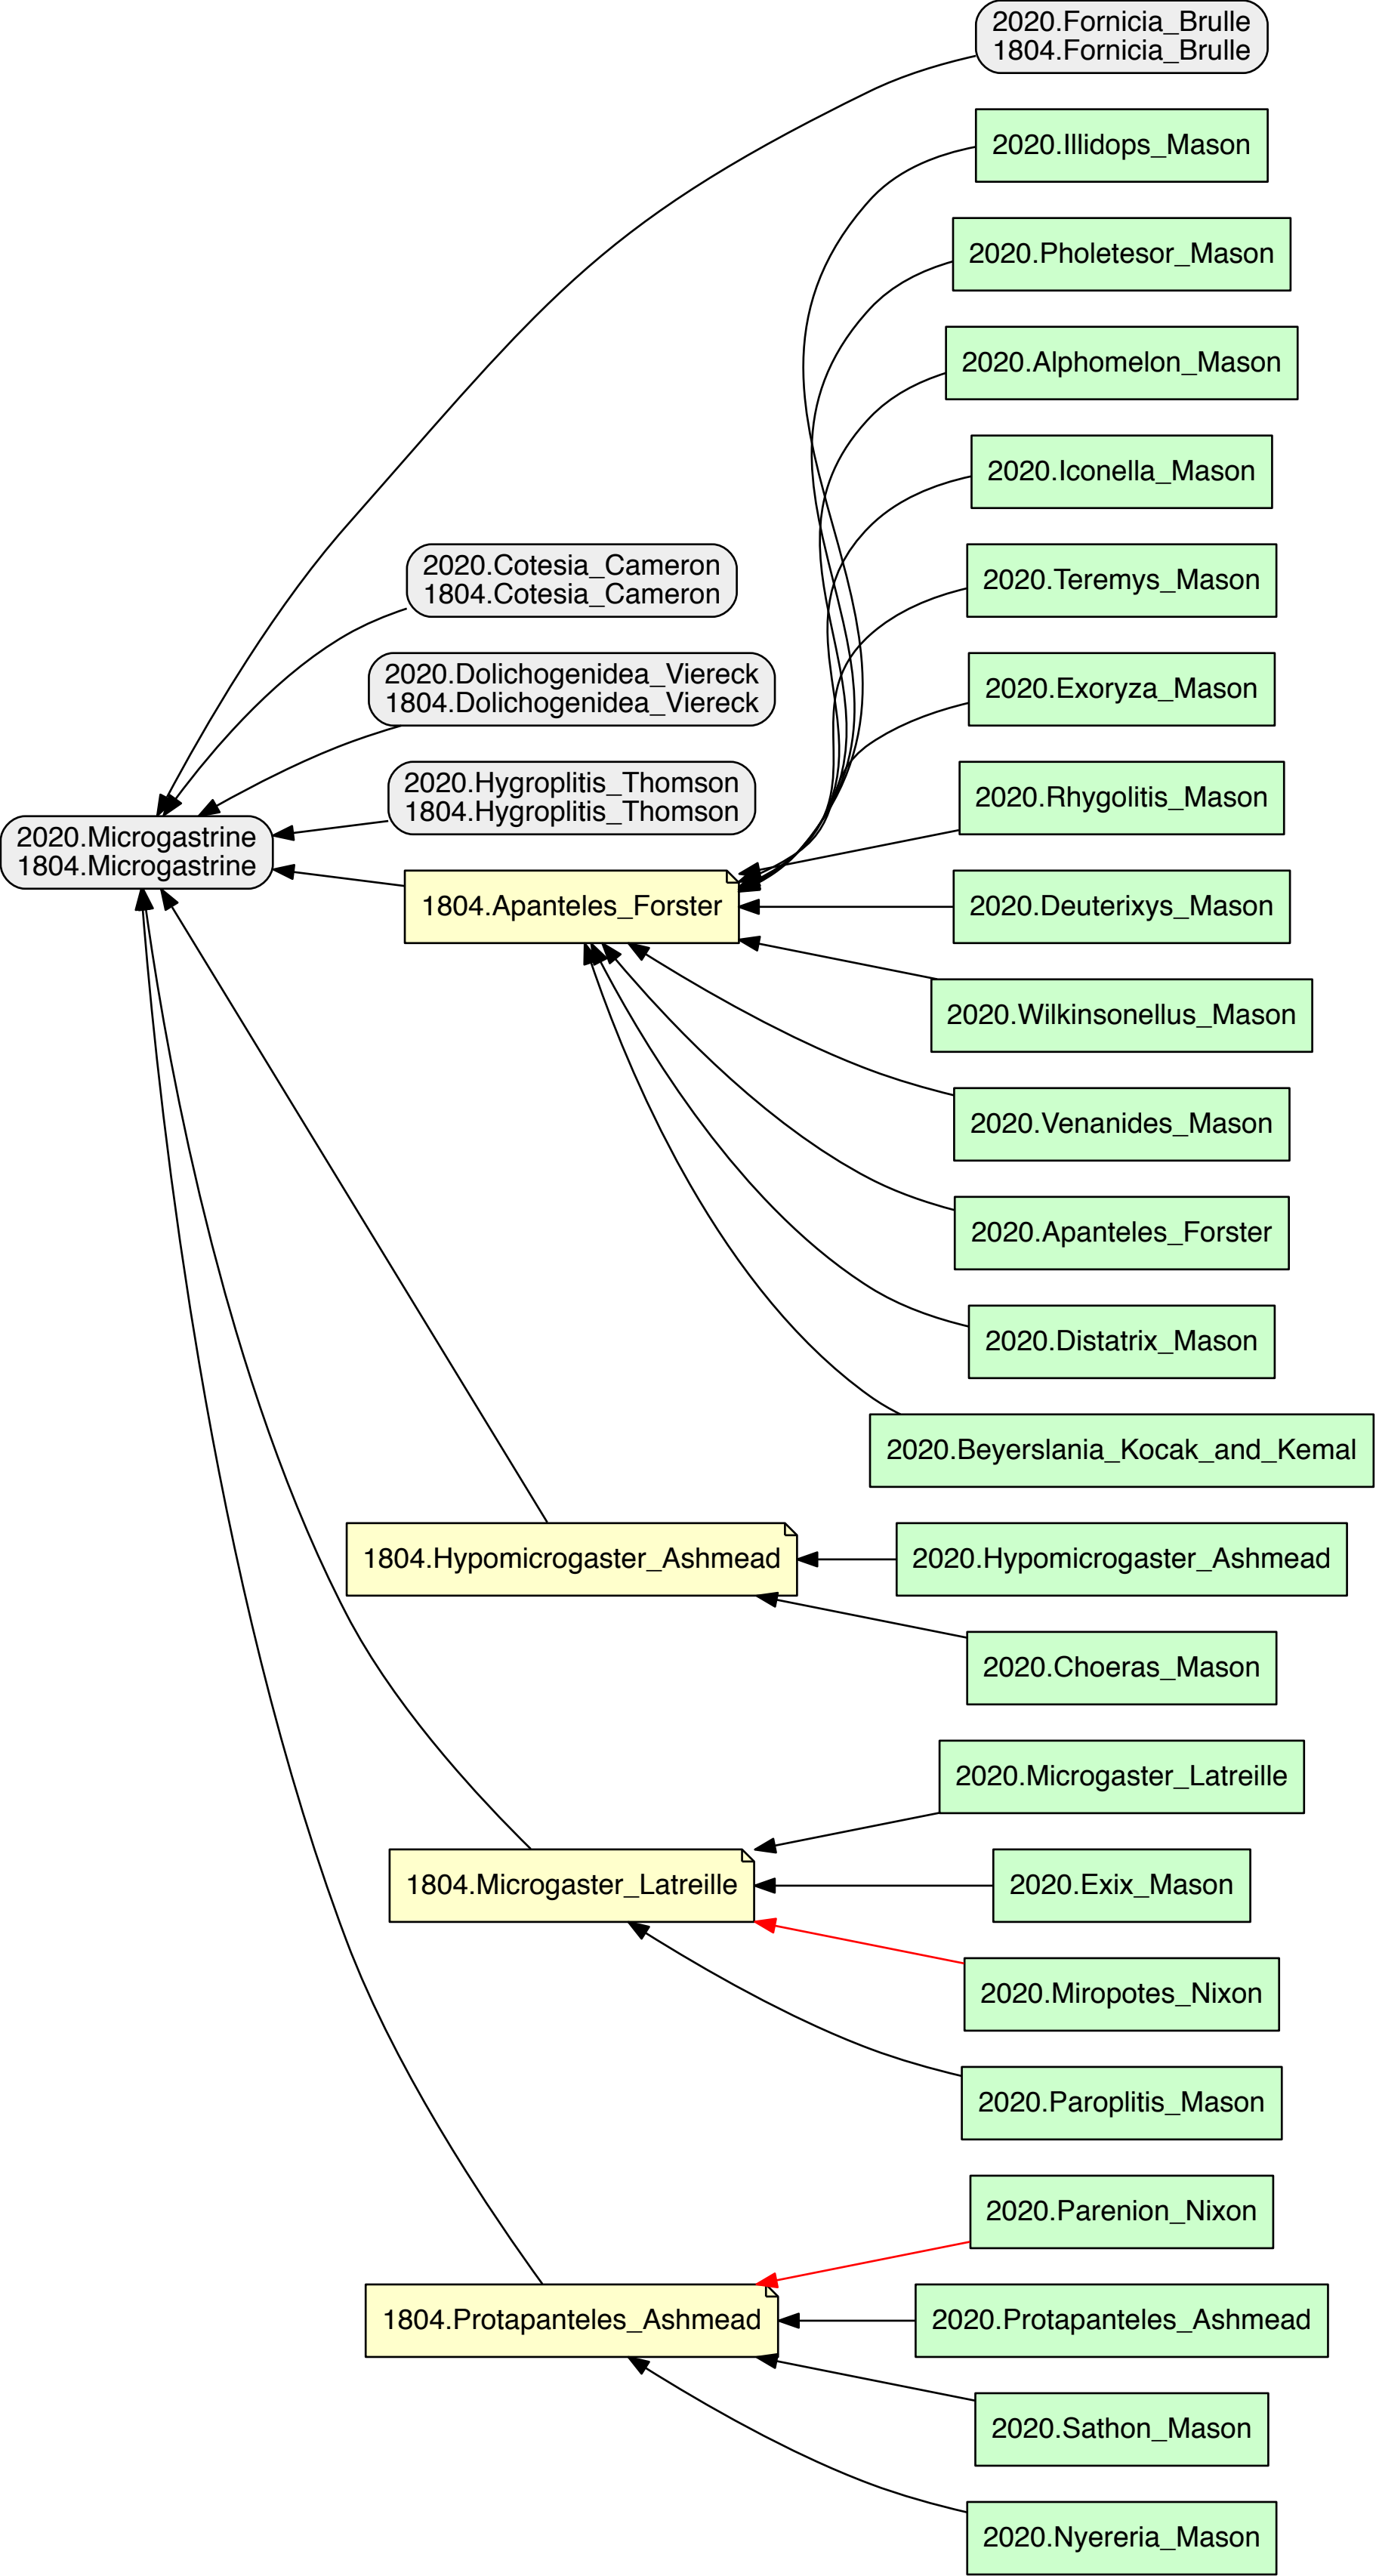 2020.Fornicia_Brulle
1804.Fornicia_Brulle
2020.Illidops_Mason
2020.Pholetesor_Mason
2020.Alphomelon_Mason
2020.Iconella_Mason
2020.Cotesia_Cameron
1804.Cotesia_Cameron
2020.Teremys_Mason
2020.Dolichogenidea_Viereck
1804.Dolichogenidea_Viereck
2020.Exoryza_Mason
2020.Hygroplitis_Thomson
1804.Hygroplitis_Thomson
2020.Rhygolitis_Mason
2020.Microgastrine
1804.Microgastrine
1804.Apanteles_Forster
2020.Deuterixys_Mason
2020.Wilkinsonellus_Mason
2020.Venanides_Mason
2020.Apanteles_Forster
2020.Distatrix_Mason
2020.Beyerslania_Kocak_and_Kemal
1804.Hypomicrogaster_Ashmead
2020.Hypomicrogaster_Ashmead
2020.Choeras_Mason
2020.Microgaster_Latreille
1804.Microgaster_Latreille
2020.Exix_Mason
2020.Miropotes_Nixon
2020.Paroplitis_Mason
2020.Parenion_Nixon
1804.Protapanteles_Ashmead
2020.Protapanteles_Ashmead
2020.Sathon_Mason
2020.Nyereria_Mason